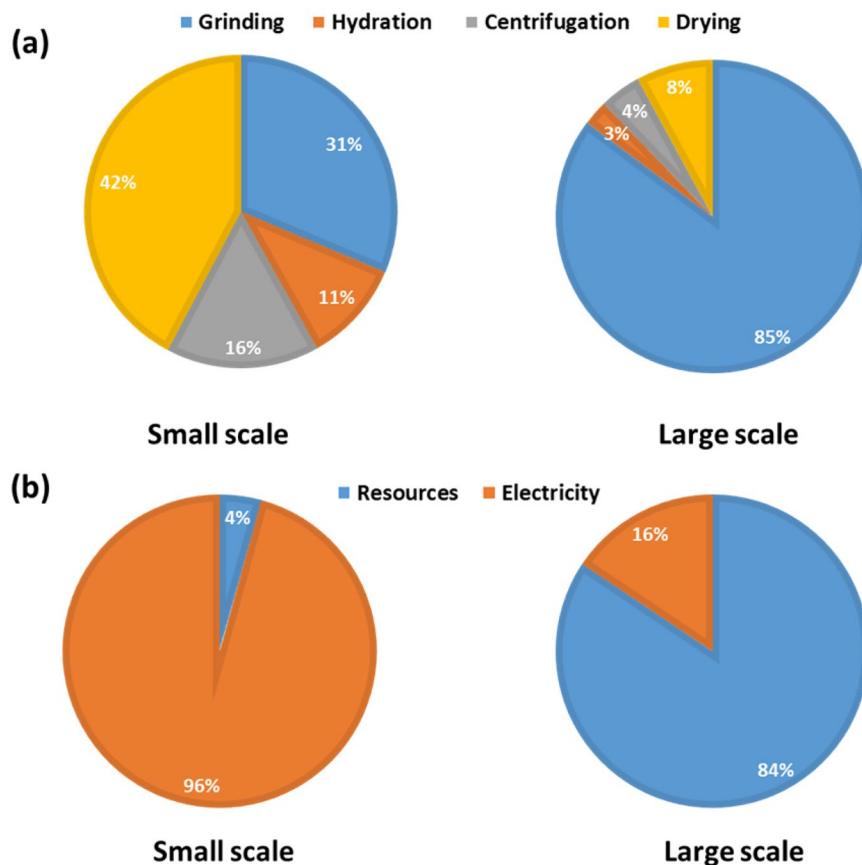 Grinding Hydration Centrifugation Drying
(a)
31%
11%
16%
42%
Small scale
85%
3%
4%
8%
Large scale
(b)
Resources Electricity
4%
96%
Small scale
16%
84%
Large scale